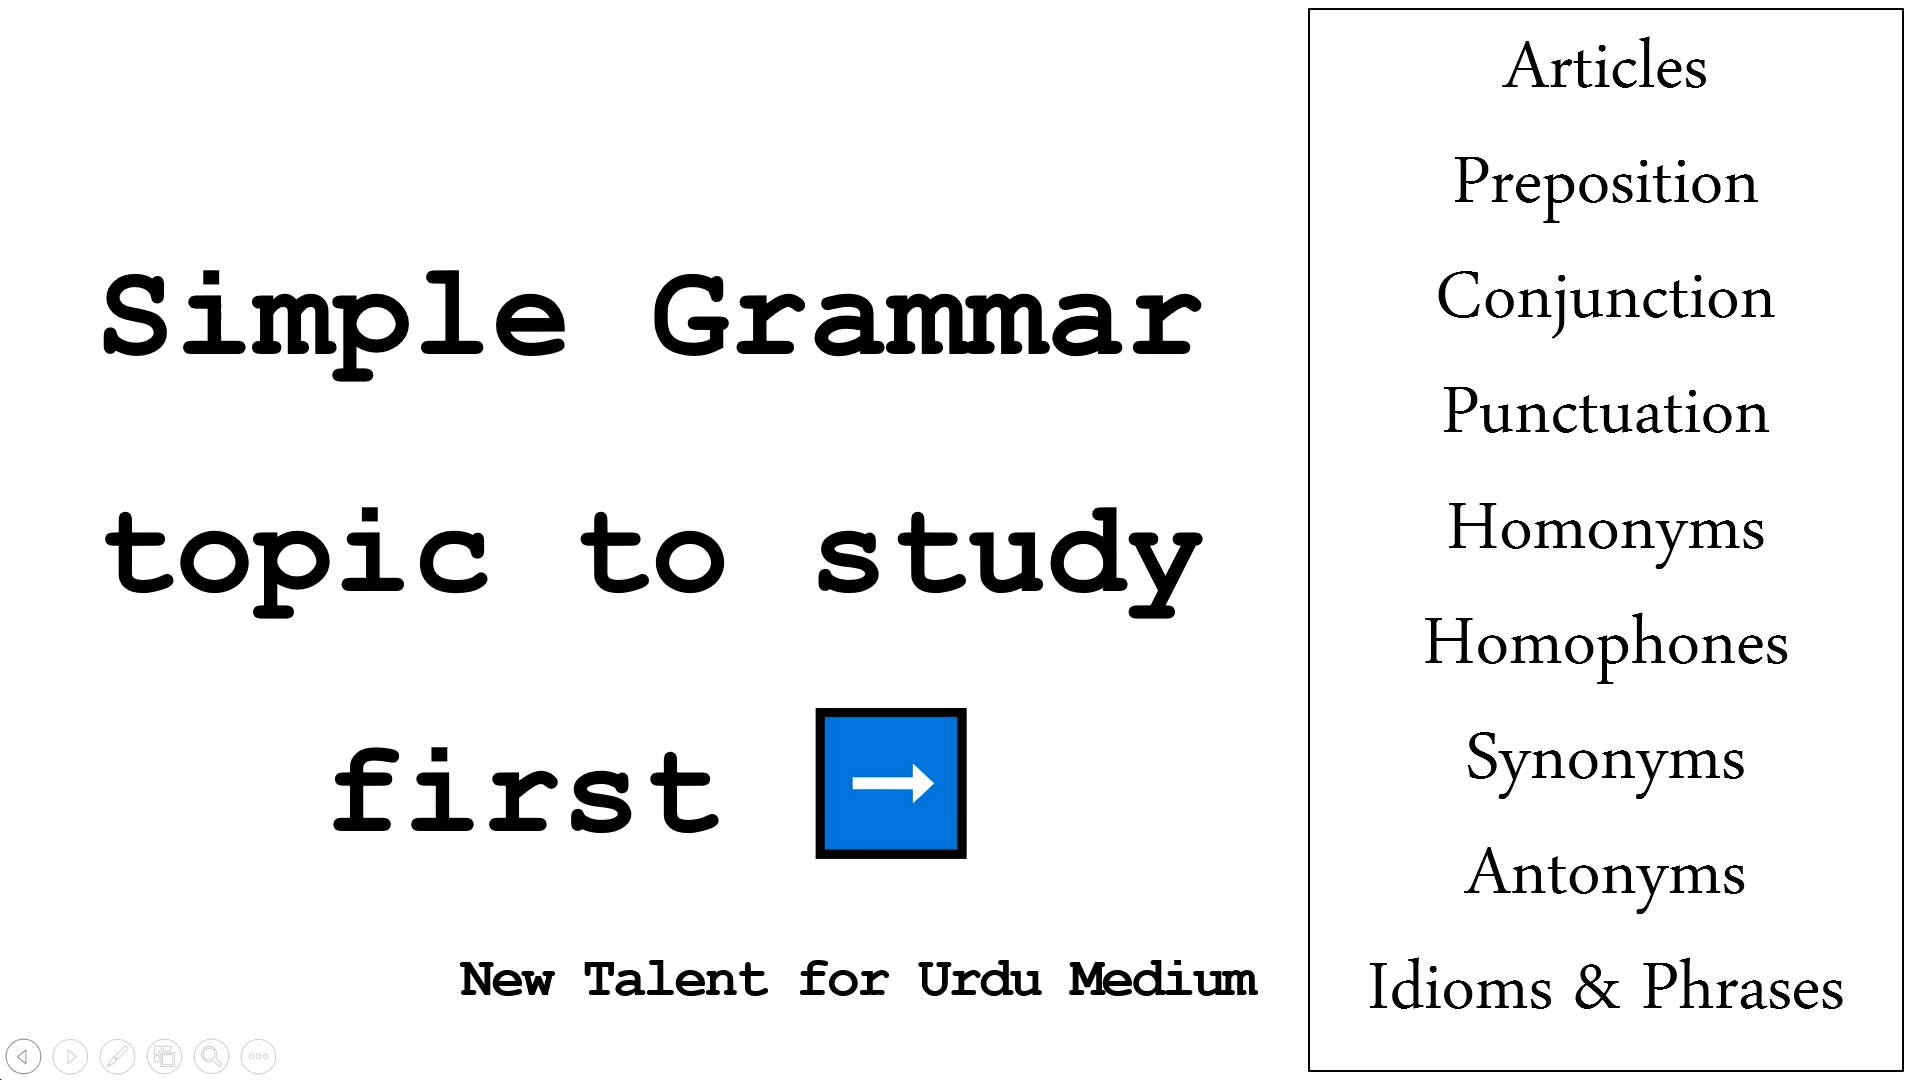 Simple Grammar
topic to study
first ➡
New Talent for Urdu Medium
Articles
Preposition
Conjunction
Punctuation
Homonyms
Homophones
Synonyms
Antonyms
Idioms & Phrases